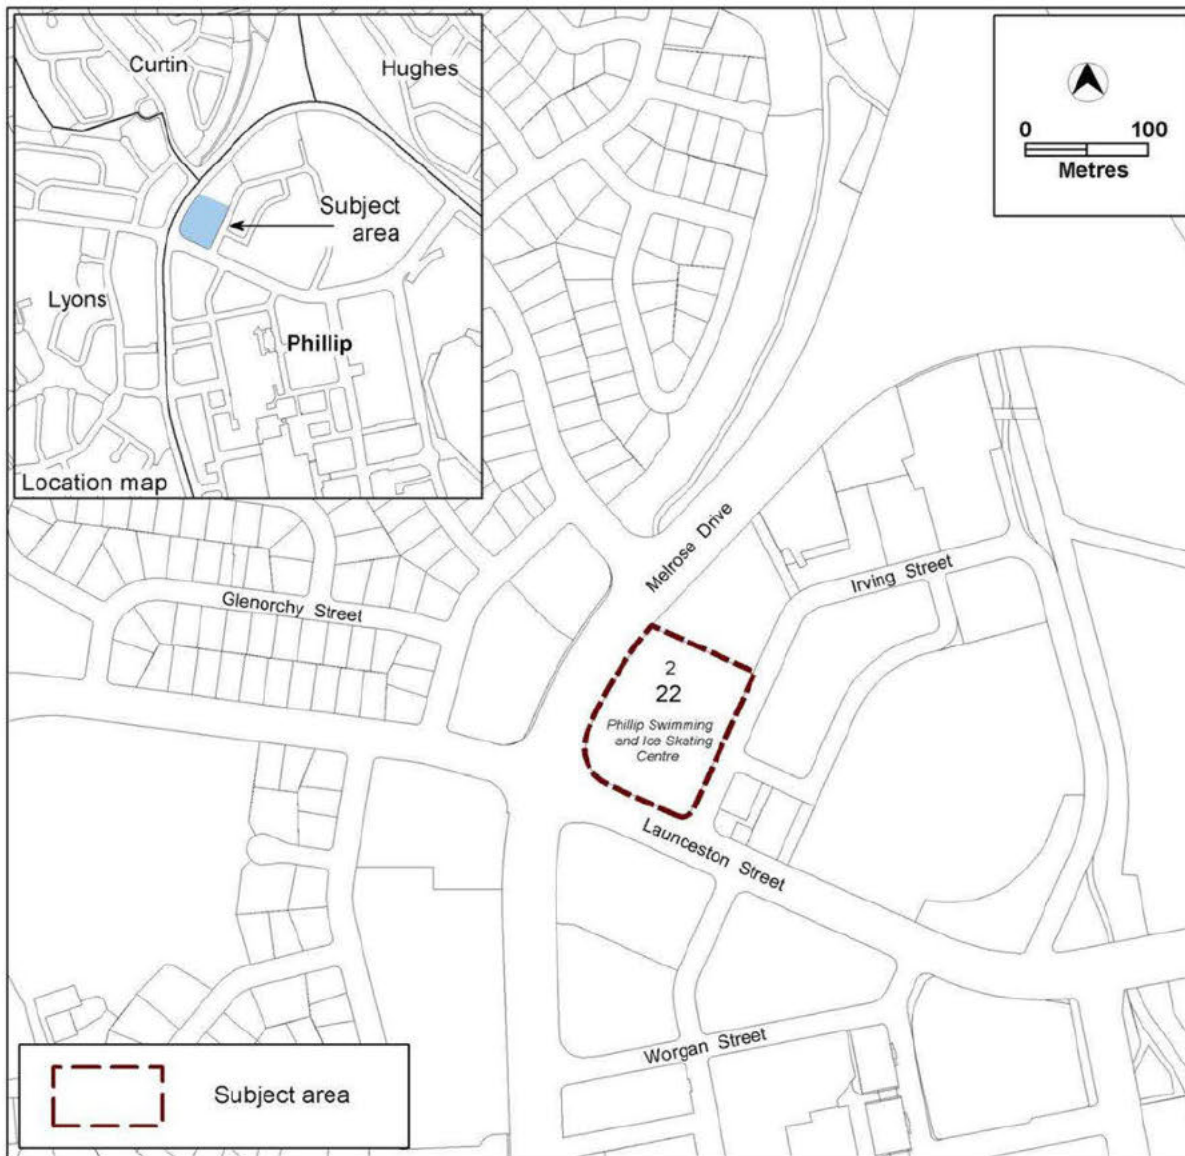 Curtin
Hughes
Subject
area
Lyons
Phillip
Location map
0 100
Metres
Melrose Drive
Irving Street
Glenorchy Street
2
22
Phillip Swimming
and Ice Skating
Centre
Launceston Street
Worgan Street
Subject area